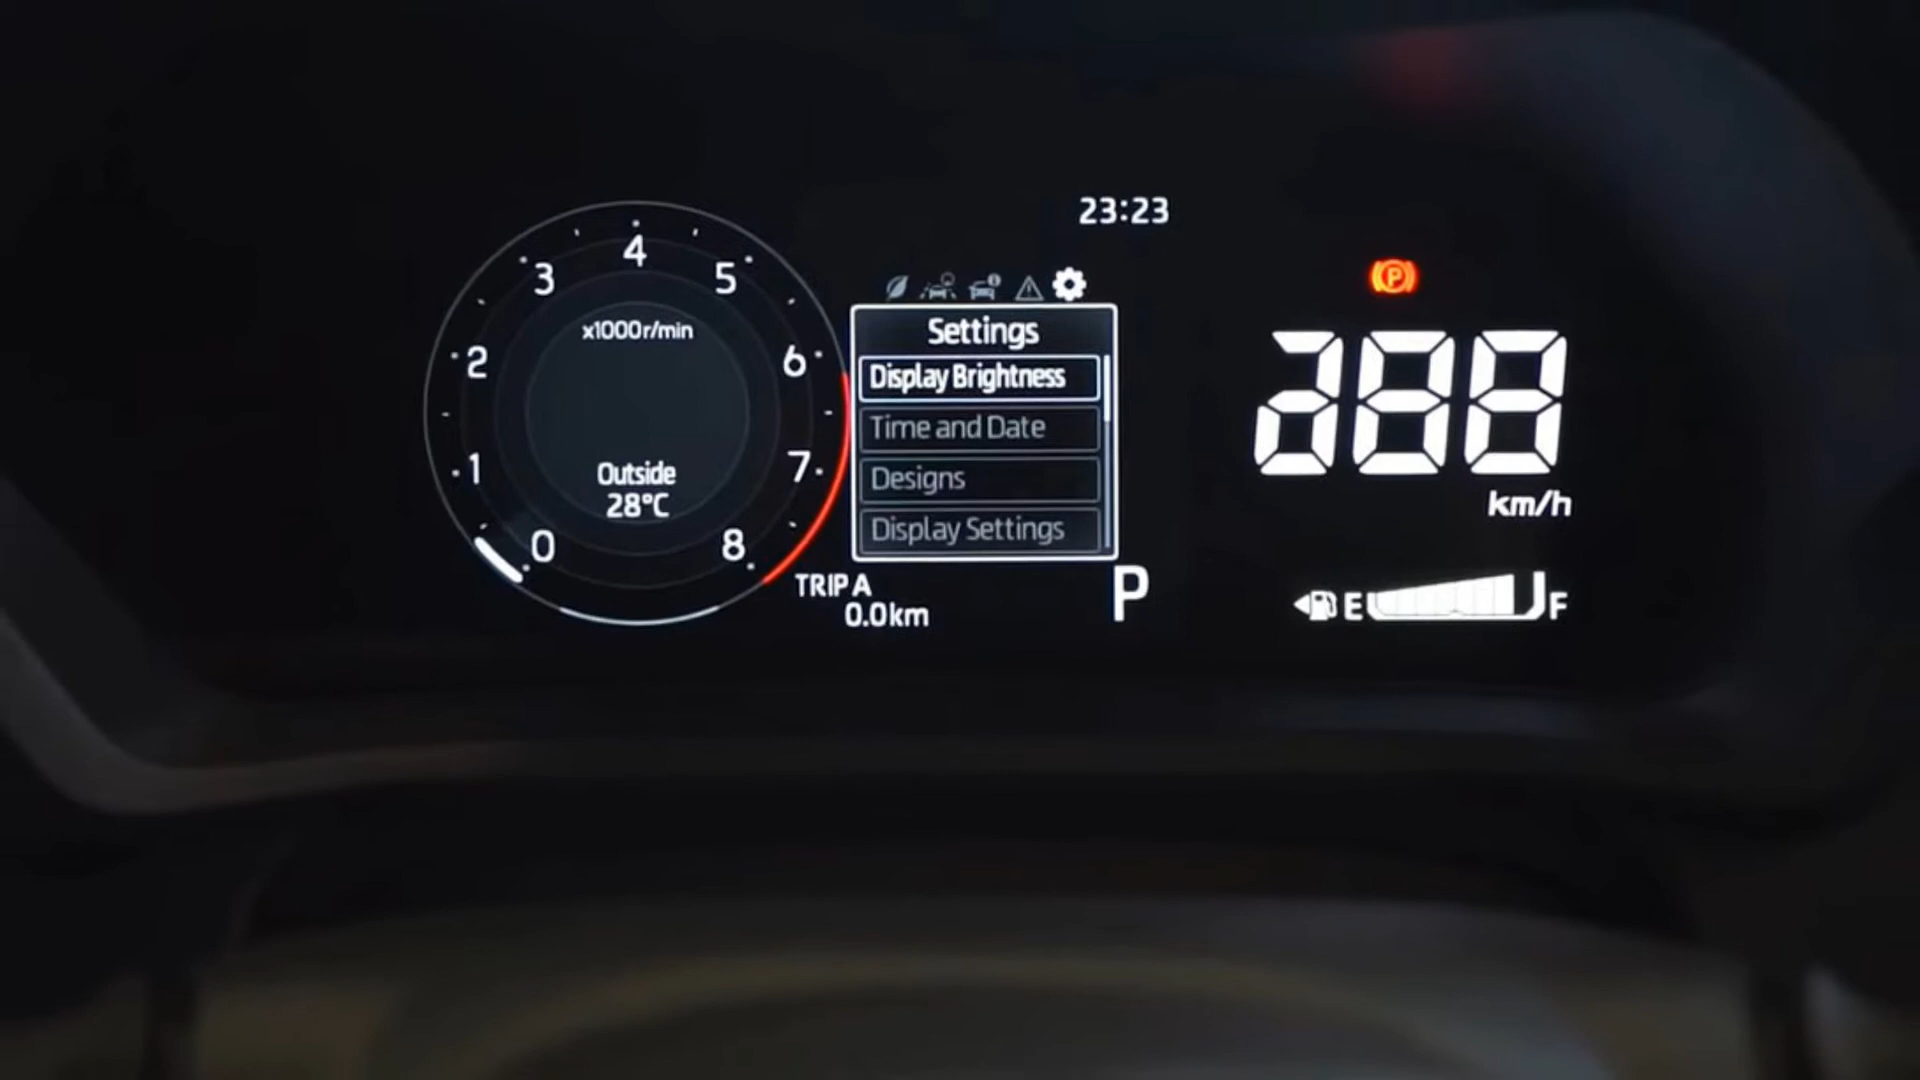 23:23
4
3
5
x1000r/min
2
6
1
7
0
8
Outside
28°C
Settings
Display Brightness
Time and Date
Designs
Display Settings
TRIP A
0.0km
P
(P)
288
km/h
E
F